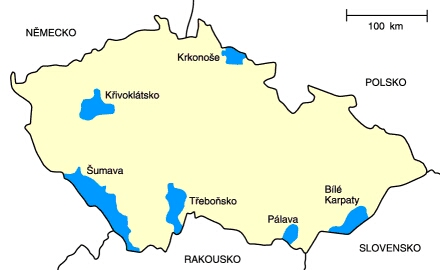 NĚMECKO
100 km
Krkonoše
POLSKO
Křivoklátsko
Šumava
Třeboňsko
Bílé
Karpaty
Pálava
SLOVENSKO
RAKOUSKO